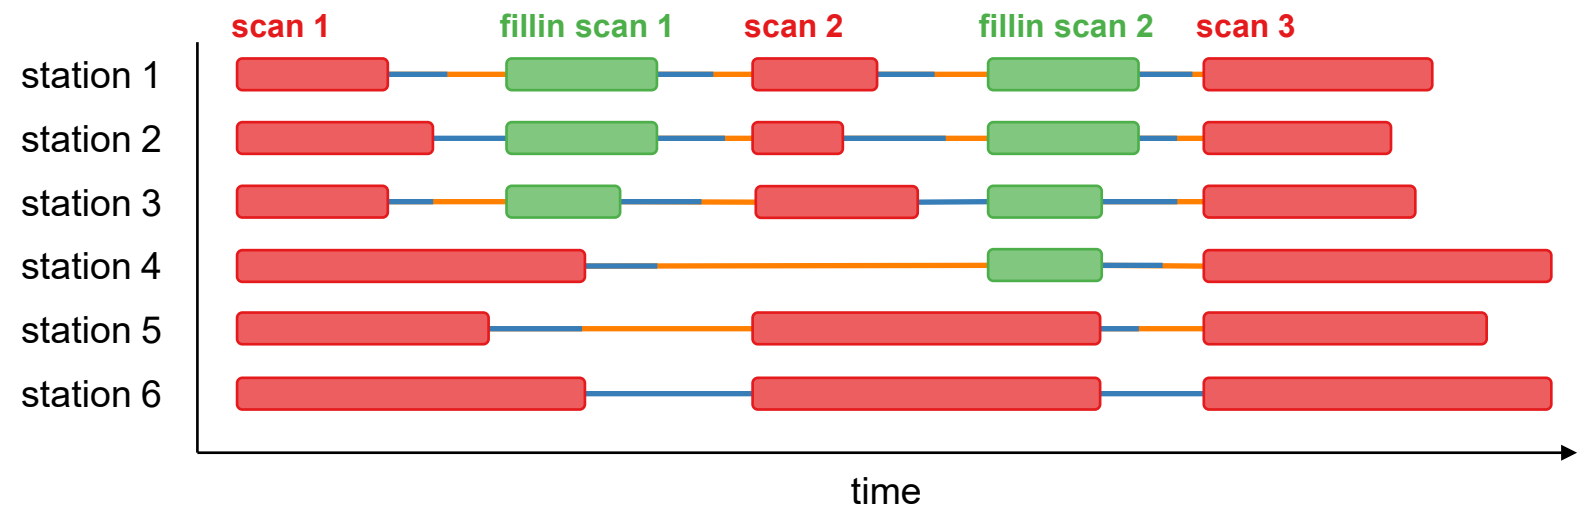 scan 1 fillin scan 1 scan 2 fillin scan 2 scan 3
station 1
station 2
station 3
station 4
station 5
station 6
time